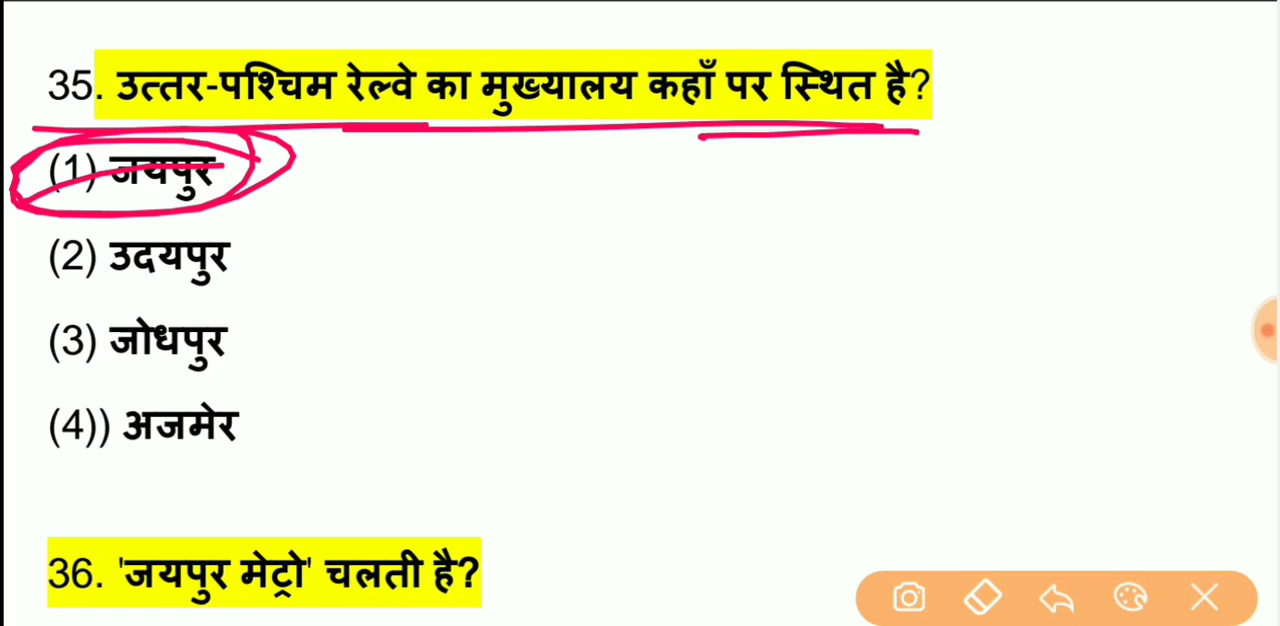 35. उत्तर-पश्चिम रेल्वे का मुख्यालय कहाँ पर स्थित है?
(1) जयपुर
(2) उदयपुर
(3) जोधपुर
(4)) अजमेर
36. 'जयपुर मेट्रो' चलती है?